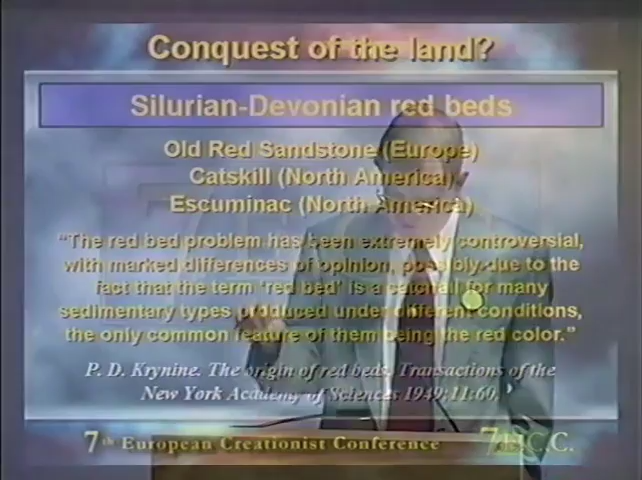 Conquest of the land?
Silurian-Devonian red beds
Old Red Sandstone (Europe)
Catskill (North America)
Escuminac (North America)
"The red bed problem has been extremely controversial,
with marked differences of opinion, possibly due to the
fact that the term 'red bed' is a catchall for many
sedimentary types produced under different conditions,
the only common feature of them being the red color."
P. D. Krynine. The origin of red beds. Transactions of the
New York Academy of Sciences 1949;11:60.
7th European Creationist Conference